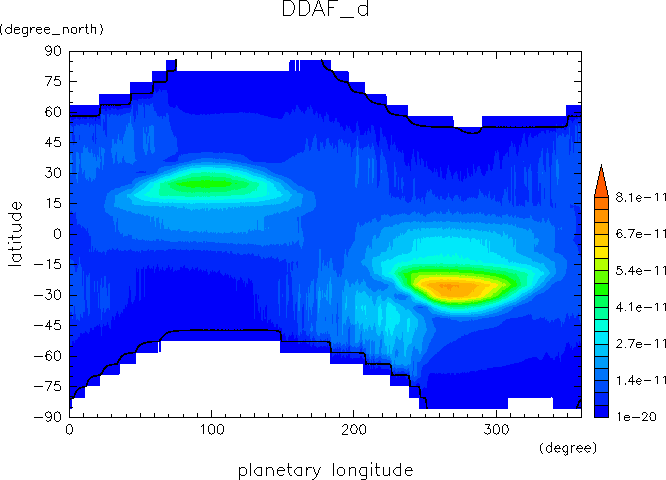 DDAF_d
(degree_north)
90
75
60
45
30
15
0
−15
−30
−45
−60
−75
−90
latitude
0
100
200
300
(degree)
planetary longitude
8.1e−11
6.7e−11
5.4e−11
4.1e−11
2.7e−11
1.4e−11
1e−20